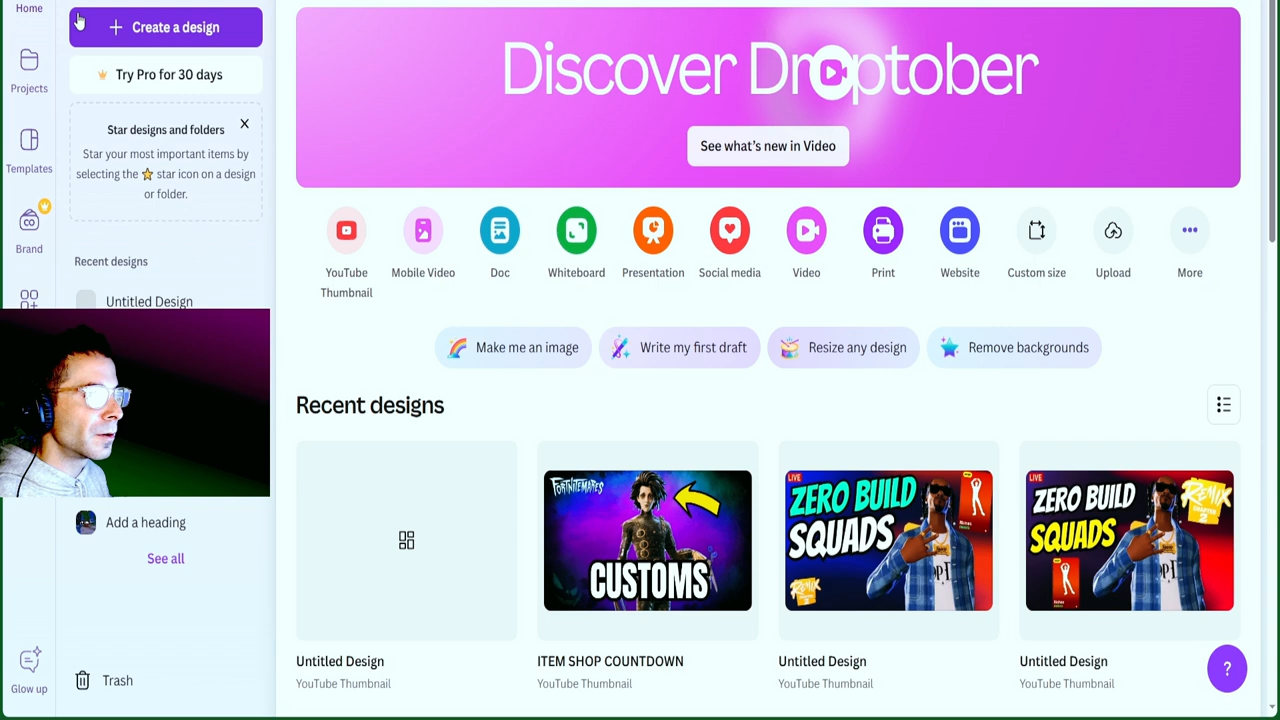 Home
Create a design
Try Pro for 30 days
Projects
Star designs and folders
Star your most important items by
selecting the ⭐ star icon on a design
or folder.
Templates
Brand
Recent designs
Untitled Design
Add a heading
See all
Glow up
Trash
Discover Droptober
See what's new in Video
YouTube
Thumbnail
Mobile Video
Doc
Whiteboard
Presentation
Social media
Video
Print
Website
Custom size
Upload
More
Make me an image
Write my first draft
Resize any design
Remove backgrounds
Recent designs
FORTNITEMARES
CUSTOMS
LIVE
ZERO BUILD
SQUADS
REMIX
LIVE
ZERO BUILD
SQUADS
REMIX
CHAPTER 2
Untitled Design
YouTube Thumbnail
ITEM SHOP COUNTDOWN
YouTube Thumbnail
Untitled Design
YouTube Thumbnail
Untitled Design
YouTube Thumbnail
?